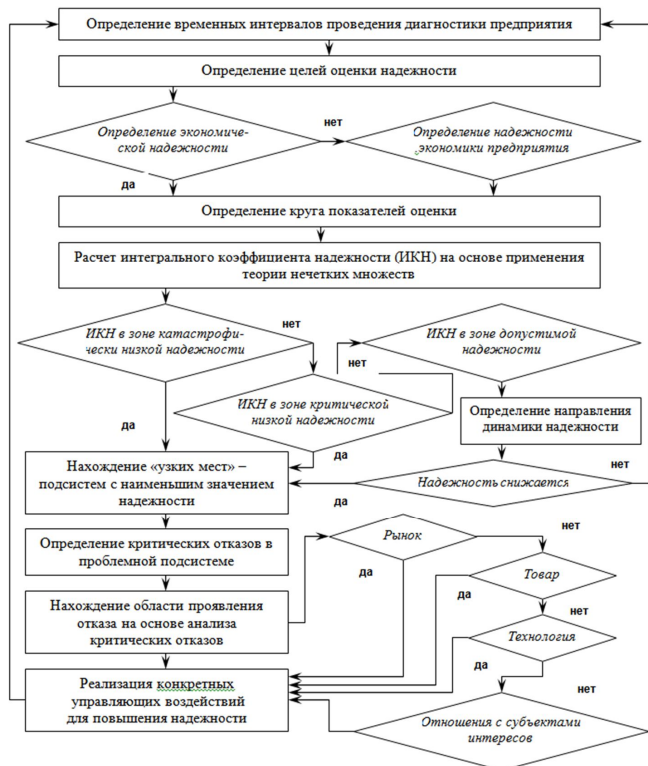 Определение временных интервалов проведения диагностики предприятия
Определение целей оценки надежности
Определение экономиче-
ской надежности
нет
Определение надежности
экономики предприятия
да
Определение круга показателей оценки
Расчет интегрального коэффициента надежности (ИКН) на основе применения
теории нечетких множеств
ИКН в зоне катастрофи-
чески низкой надежности
нет
ИКН в зоне допустимой
надежности
нет
ИКН в зоне критической
низкой надежности
да
Определение направления
динамики надежности
да
Нахождение «узких мест» –
подсистем с наименьшим значением
надежности
Надежность снижается
нет
да
Определение критических отказов в
проблемной подсистеме
Рынок
нет
да
Товар
да
Нахождение области проявления
отказа на основе анализа
критических отказов
нет
Технология
да
Реализация конкретных
управляющих воздействий
для повышения надежности
нет
Отношения с субъектами
интересов